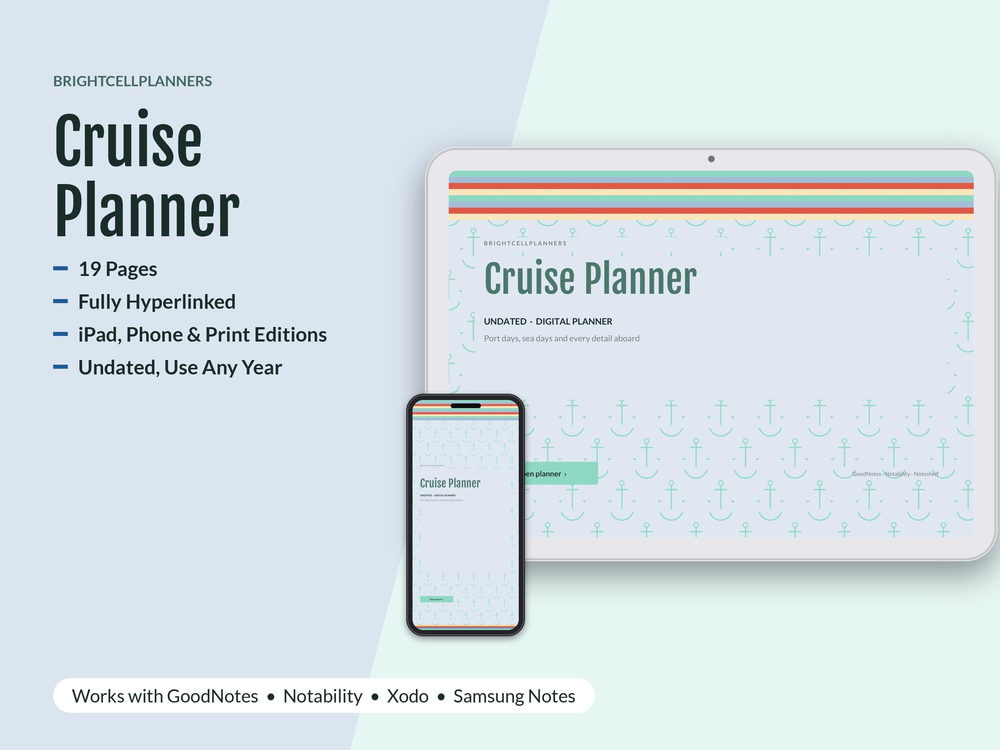 BRIGHTCELLPLANNERS
Cruise
Planner
19 Pages
Fully Hyperlinked
iPad, Phone & Print Editions
Undated, Use Any Year
BRIGHTCELLPLANNERS
Cruise Planner
UNDATED · DIGITAL PLANNER
Port days, sea days and every detail aboard
en planner ›
GoodNotes · Notability · Noteshelf
Cruise Planner
UNDATED · DIGITAL PLANNER
Works with GoodNotes • Notability • Xodo • Samsung Notes